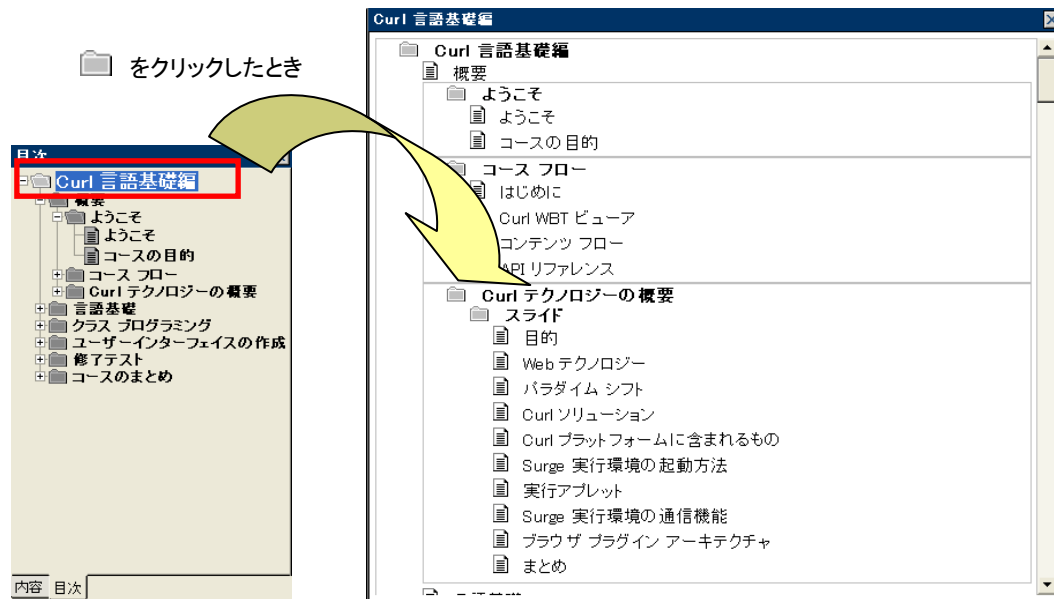 をクリックしたとき
目次
Curl 言語基礎編
概要
ようこそ
ようこそ
コースの目的
コース フロー
Curl テクノロジーの概要
言語基礎
クラス プログラミング
ユーザーインターフェイスの作成
修了テスト
コースのまとめ
内容 目次
Curl 言語基礎編
Curl 言語基礎編
概要
ようこそ
ようこそ
コースの目的
コース フロー
はじめに
Curl WBT ビューア
コンテンツ フロー
API リファレンス
Curl テクノロジーの概要
スライド
目的
Web テクノロジー
パラダイム シフト
Curl ソリューション
Curl プラットフォームに含まれるもの
Surge 実行環境の起動方法
実行アプレット
Surge 実行環境の通信機能
ブラウザ プラグイン アーキテクチャ
まとめ